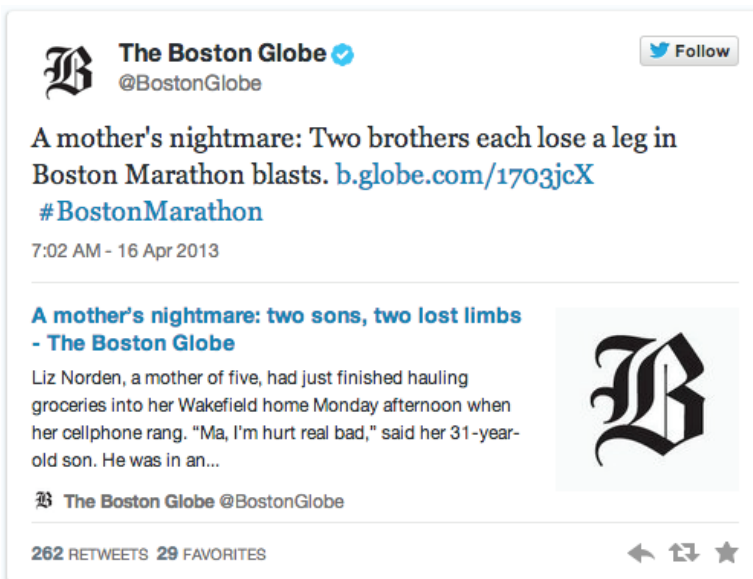 The Boston Globe
Follow
@BostonGlobe
A mother's nightmare: Two brothers each lose a leg in
Boston Marathon blasts. b.globe.com/1703jcX
#BostonMarathon
7:02 AM - 16 Apr 2013
A mother's nightmare: two sons, two lost limbs
- The Boston Globe
Liz Norden, a mother of five, had just finished hauling
groceries into her Wakefield home Monday afternoon when
her cellphone rang. “Ma, I'm hurt real bad,” said her 31-year-
old son. He was in an...
B
B The Boston Globe @BostonGlobe
262 RETWEETS 29 FAVORITES